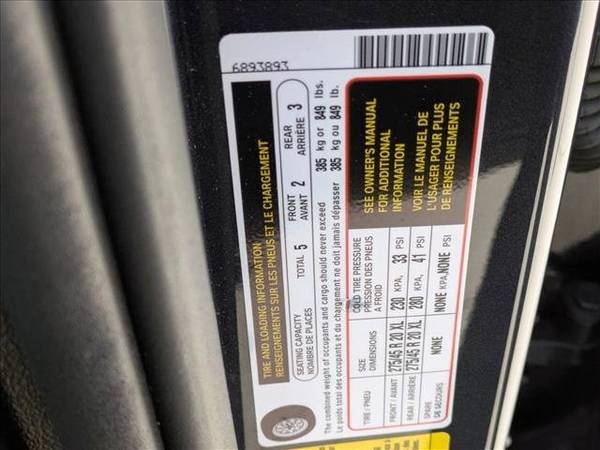 6893893
TIRE AND LOADING INFORMATION
RENSEIGNEMENTS SUR LES PNEUS ET LE CHARGEMENT
SEATING CAPACITY
NOMBRE DE PLACES
TOTAL 5
FRONT
AVANT 2
REAR
ARRIÈRE 3
The combined weight of occupants and cargo should never exceed 385 kg or 849 lbs.
Le poids total des occupants et du chargement ne doit jamais dépasser 385 kg ou 849 lb.
TIRE / PNEU
SIZE
DIMENSIONS
COLD TIRE PRESSURE
PRESSION DES PNEUS
A FROID
FRONT / AVANT 275/45 R 20 XL 230 KPA, 33 PSI
REAR / ARRIÈRE 275/45 R 20 XL 280 KPA, 41 PSI
SPARE
DE SECOURS NONE NONE KPA, NONE PSI
SEE OWNER'S MANUAL
FOR ADDITIONAL
INFORMATION
VOIR LE MANUEL DE
L'USAGER POUR PLUS
DE RENSEIGNEMENTS